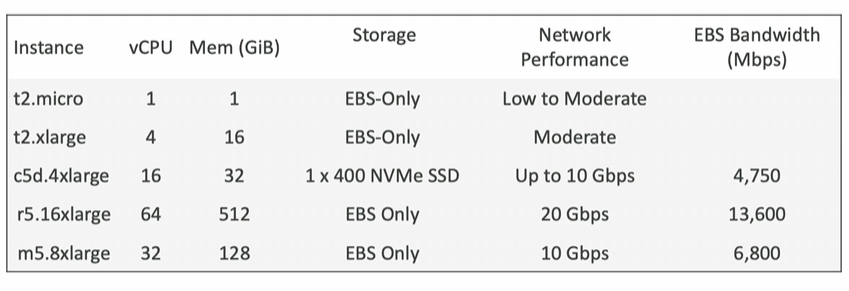 Instance vCPU Mem (GiB) Storage Network Performance EBS Bandwidth (Mbps)
t2.micro 1 1 EBS-Only Low to Moderate
t2.xlarge 4 16 EBS-Only Moderate
c5d.4xlarge 16 32 1 x 400 NVMe SSD Up to 10 Gbps 4,750
r5.16xlarge 64 512 EBS Only 20 Gbps 13,600
m5.8xlarge 32 128 EBS Only 10 Gbps 6,800